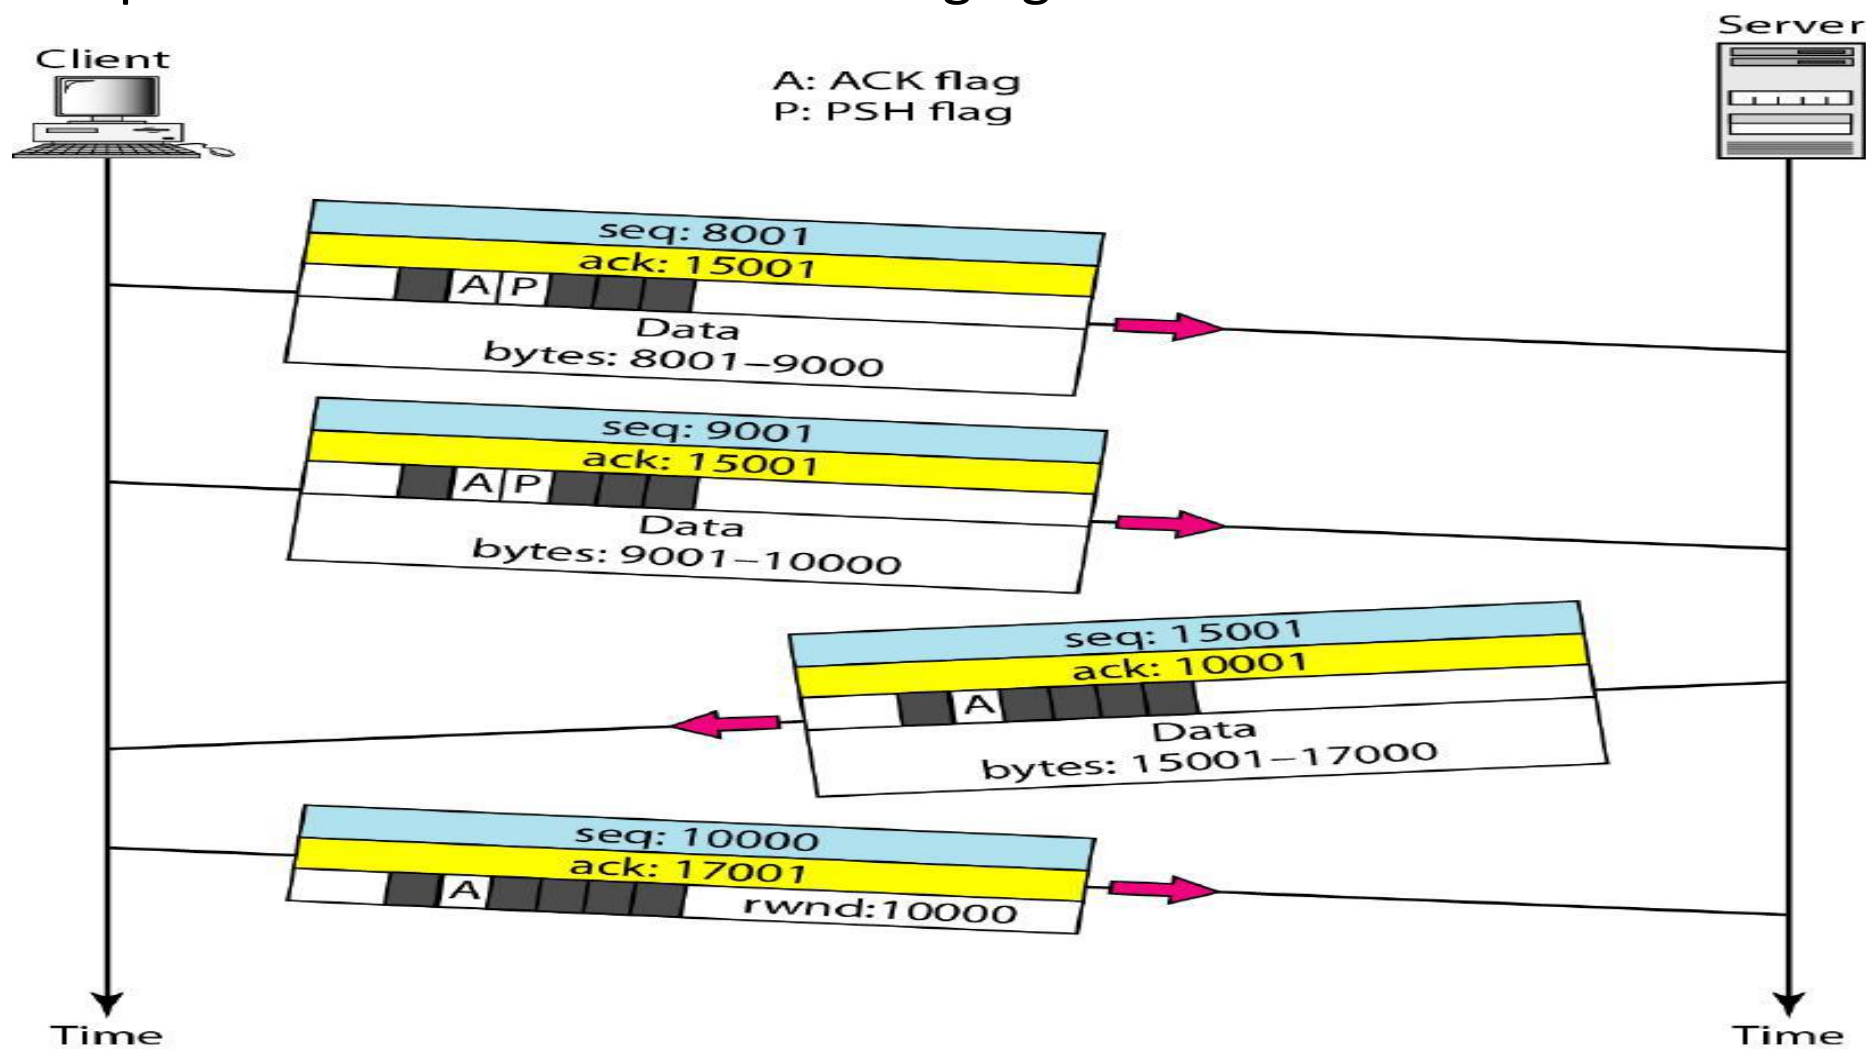 Client
Server
A: ACK flag
P: PSH flag
seq: 8001
ack: 15001
A P
Data
bytes: 8001–9000
seq: 9001
ack: 15001
A P
Data
bytes: 9001–10000
seq: 15001
ack: 10001
A
Data
bytes: 15001–17000
seq: 10000
ack: 17001
A
rwnd:10000
Time
Time